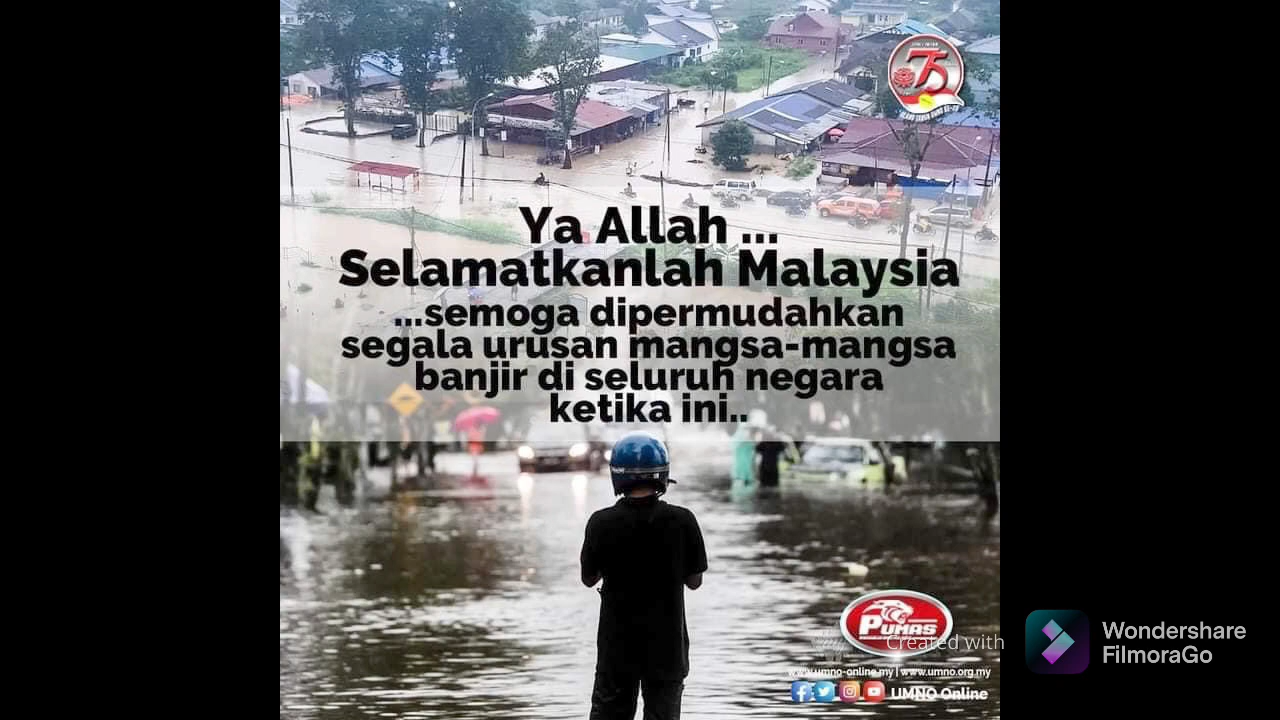 75
Ya Allah ...
Selamatkanlah Malaysia
...semoga dipermudahkan
segala urusan mangsa-mangsa
banjir di seluruh negara
ketika ini..
PUMAS
Created with
Wondershare
FilmoraGo
www.umno-online.my | www.umno.org.my
UMNO Online